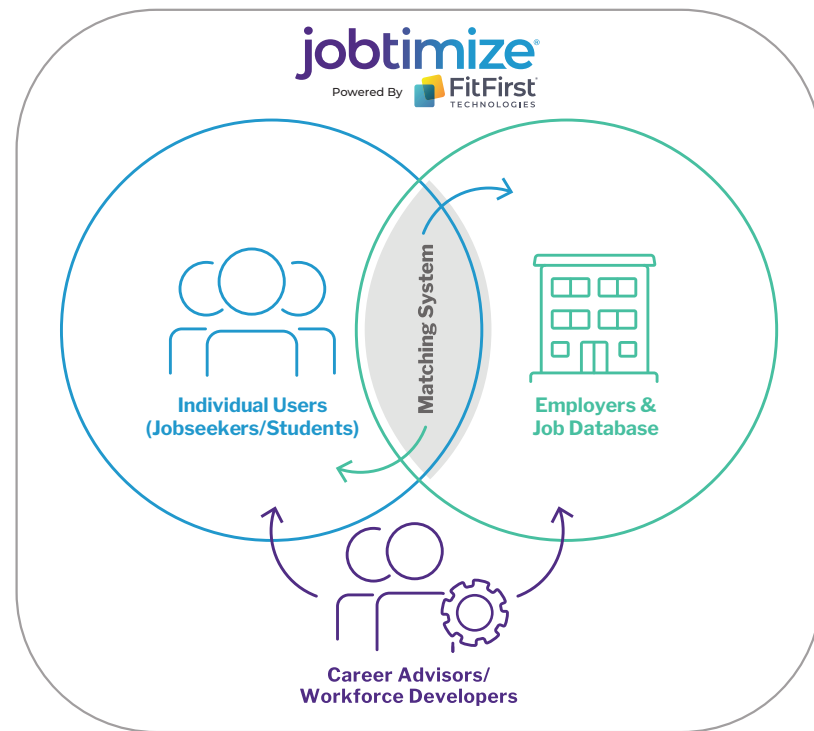 jobtimize®
Powered By FitFirst®
TECHNOLOGIES
Matching System
Individual Users
(Jobseekers/Students)
Employers &
Job Database
Career Advisors/
Workforce Developers